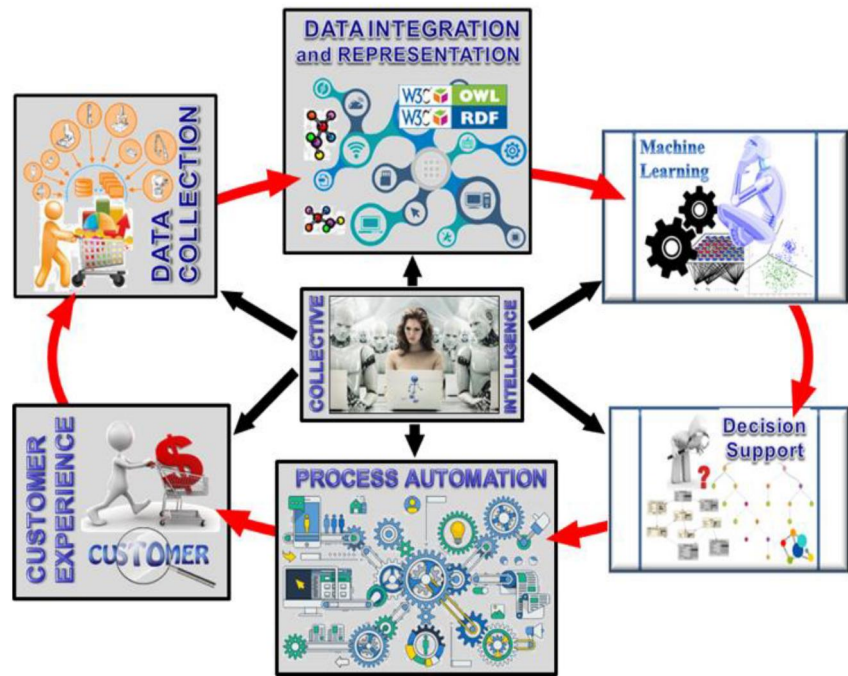 DATA INTEGRATION
and REPRESENTATION
W3C OWL
W3C RDF
DATA
COLLECTION
Machine
Learning
COLLECTIVE
INTELLIGENCE
CUSTOMER
EXPERIENCE
$
CUSTOMER
PROCESS AUTOMATION
Decision
Support
?